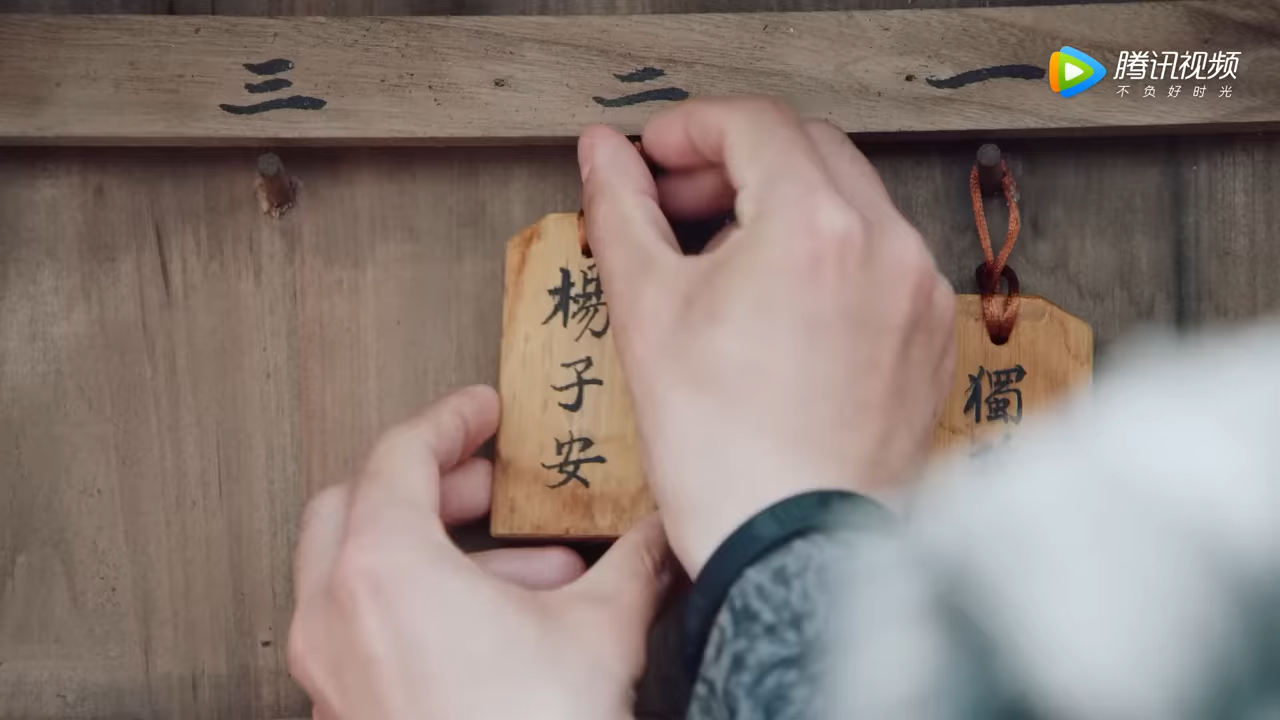 三 二 一
楊子安
獨
腾讯视频
不负好时光